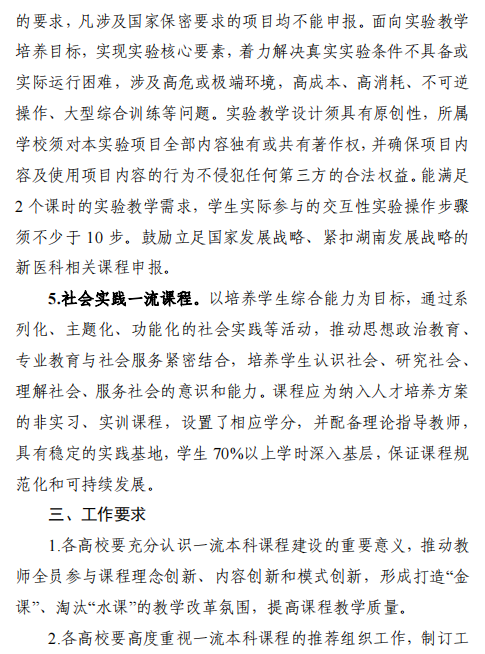 的要求，凡涉及国家保密要求的项目均不能申报。面向实验教学
培养目标，实现实验核心要素，着力解决真实实验条件不具备或
实际运行困难，涉及高危或极端环境，高成本、高消耗、不可逆
操作、大型综合训练等问题。实验教学设计须具有原创性，所属
学校须对本实验项目全部内容独有或共有著作权，并确保项目内
容及使用项目内容的行为不侵犯任何第三方的合法权益。能满足
2 个课时的实验教学需求，学生实际参与的交互性实验操作步骤
须不少于 10 步。鼓励立足国家发展战略、紧扣湖南发展战略的
新医科相关课程申报。
5.社会实践一流课程。以培养学生综合能力为目标，通过系
列化、主题化、功能化的社会实践等活动，推动思想政治教育、
专业教育与社会服务紧密结合，培养学生认识社会、研究社会、
理解社会、服务社会的意识和能力。课程应为纳入人才培养方案
的非实习、实训课程，设置了相应学分，并配备理论指导教师，
具有稳定的实践基地，学生 70%以上学时深入基层，保证课程规
范化和可持续发展。
三、工作要求
1.各高校要充分认识一流本科课程建设的重要意义，推动教
师全员参与课程理念创新、内容创新和模式创新，形成打造“金
课”、淘汰“水课”的教学改革氛围，提高课程教学质量。
2.各高校要高度重视一流本科课程的推荐组织工作，制订工